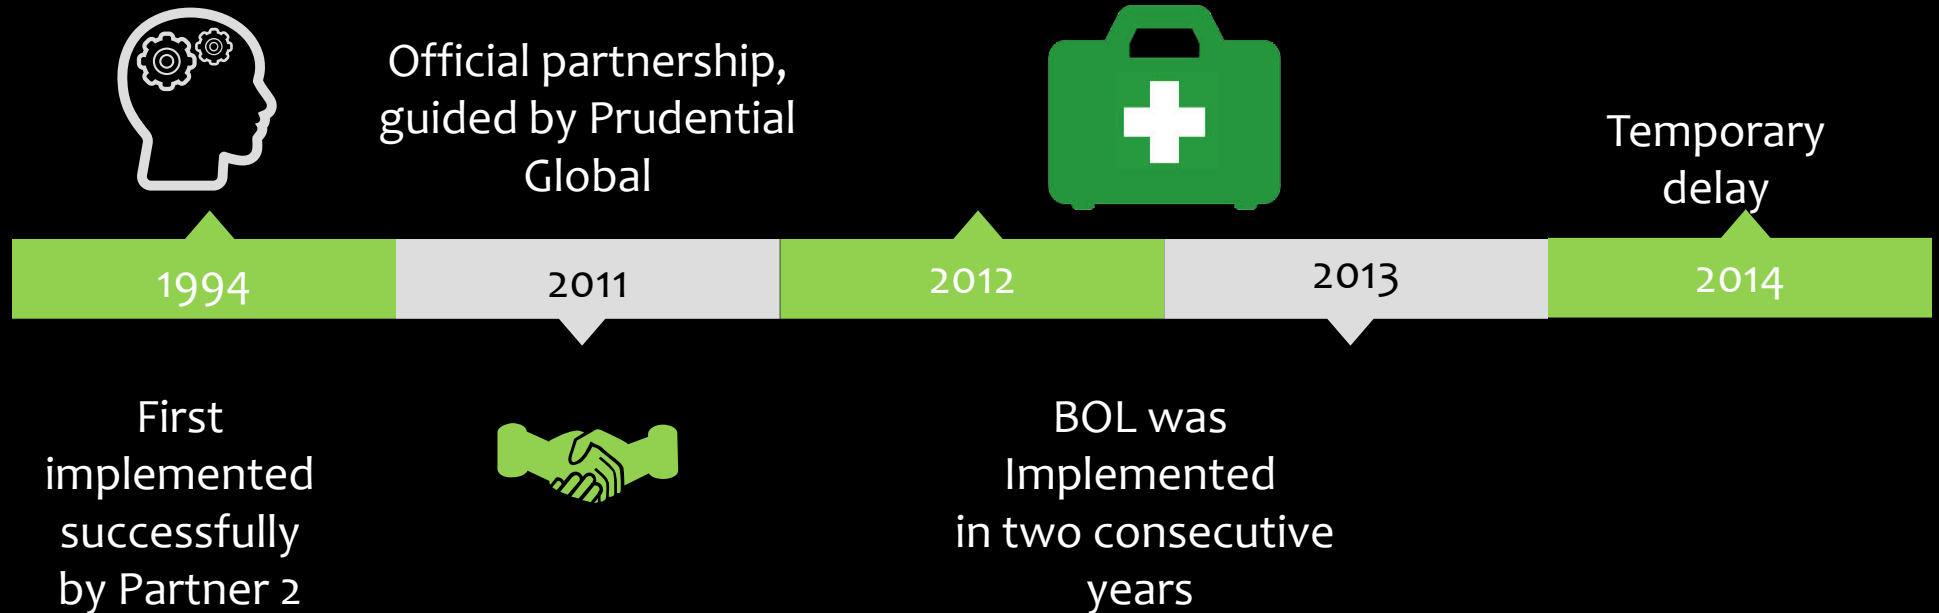 Official partnership,
guided by Prudential
Global
Temporary
delay
1994
2011
2012
2013
2014
First
implemented
successfully
by Partner 2
BOL was
Implemented
in two consecutive
years